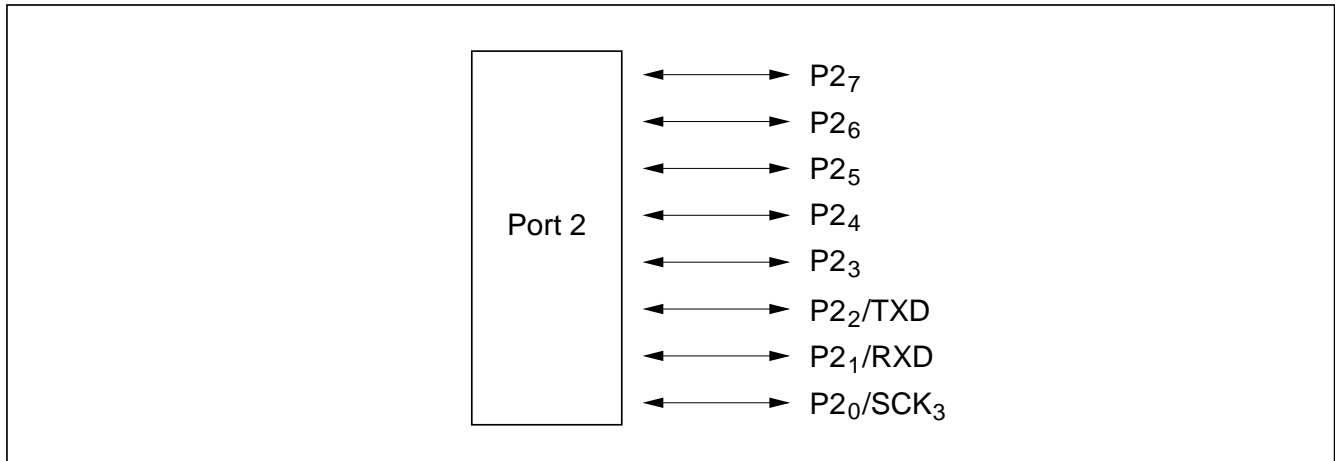 Port 2
P2₇
P2₆
P2₅
P2₄
P2₃
P2₂/TXD
P2₁/RXD
P2₀/SCK₃